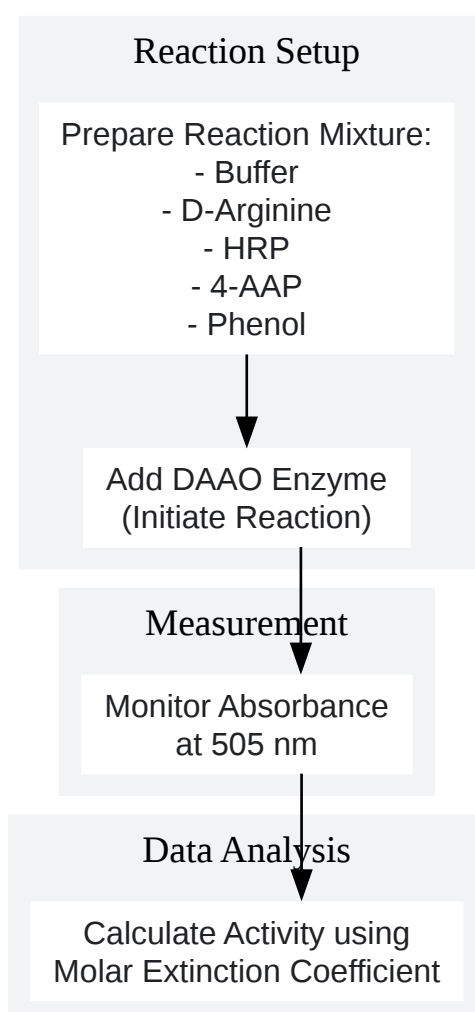 Reaction Setup
Prepare Reaction Mixture:
- Buffer
- D-Arginine
- HRP
- 4-AAP
- Phenol
Add DAAO Enzyme
(Initiate Reaction)
Measurement
Monitor Absorbance
at 505 nm
Data Analysis
Calculate Activity using
Molar Extinction Coefficient